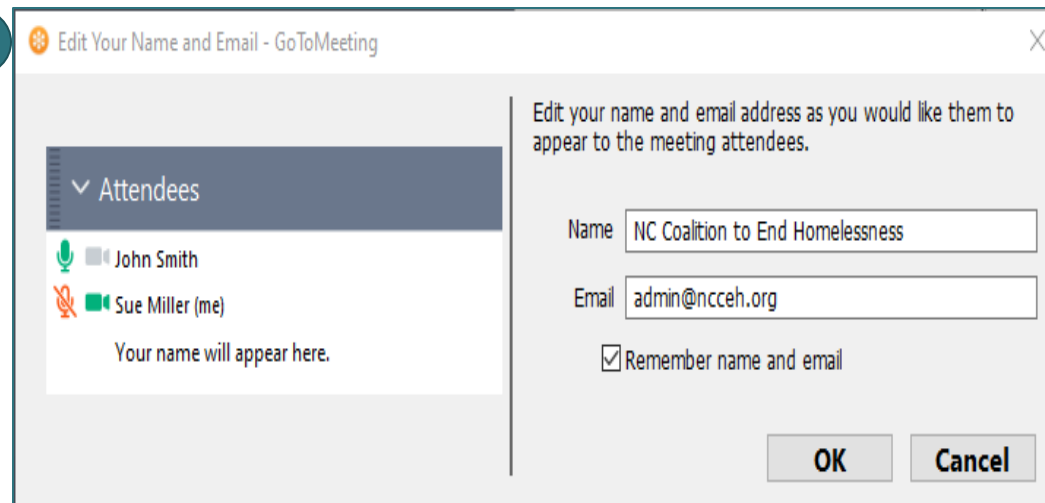 Edit Your Name and Email - GoToMeeting
Attendees
John Smith
Sue Miller (me)
Your name will appear here.
Edit your name and email address as you would like them to
appear to the meeting attendees.
Name NC Coalition to End Homelessness
Email admin@ncceh.org
Remember name and email
OK Cancel